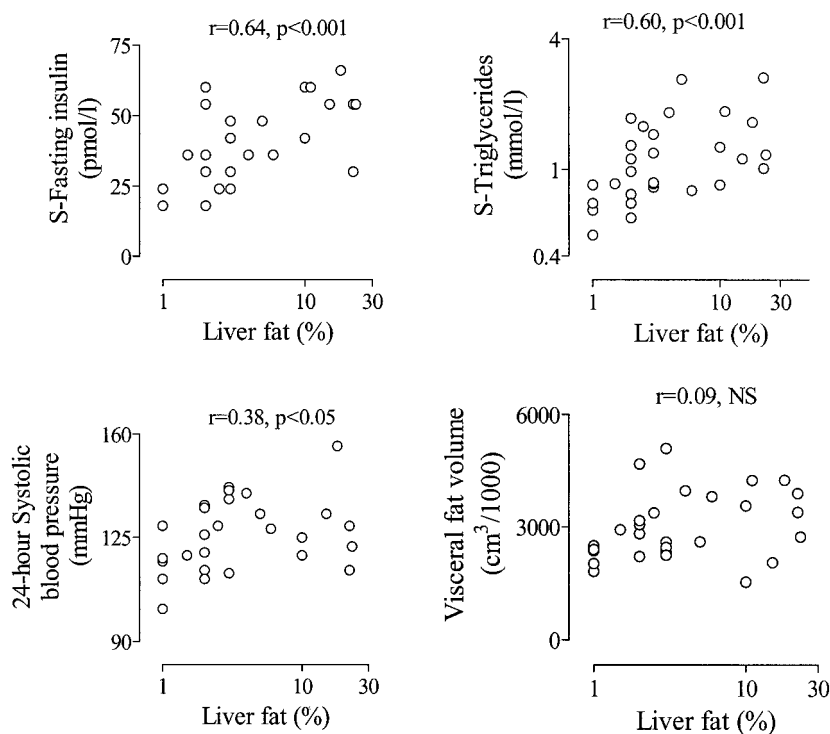 r=0.64, p<0.001
75
50
25
0
S-Fasting insulin
(pmol/l)
1
10
30
Liver fat (%)
r=0.60, p<0.001
4
1
0.4
S-Triglycerides
(mmol/l)
1
10
30
Liver fat (%)
r=0.38, p<0.05
160
125
90
24-hour Systolic
blood pressure
(mmHg)
1
10
30
Liver fat (%)
r=0.09, NS
6000
3000
0
Visceral fat volume
(cm³/1000)
1
10
30
Liver fat (%)